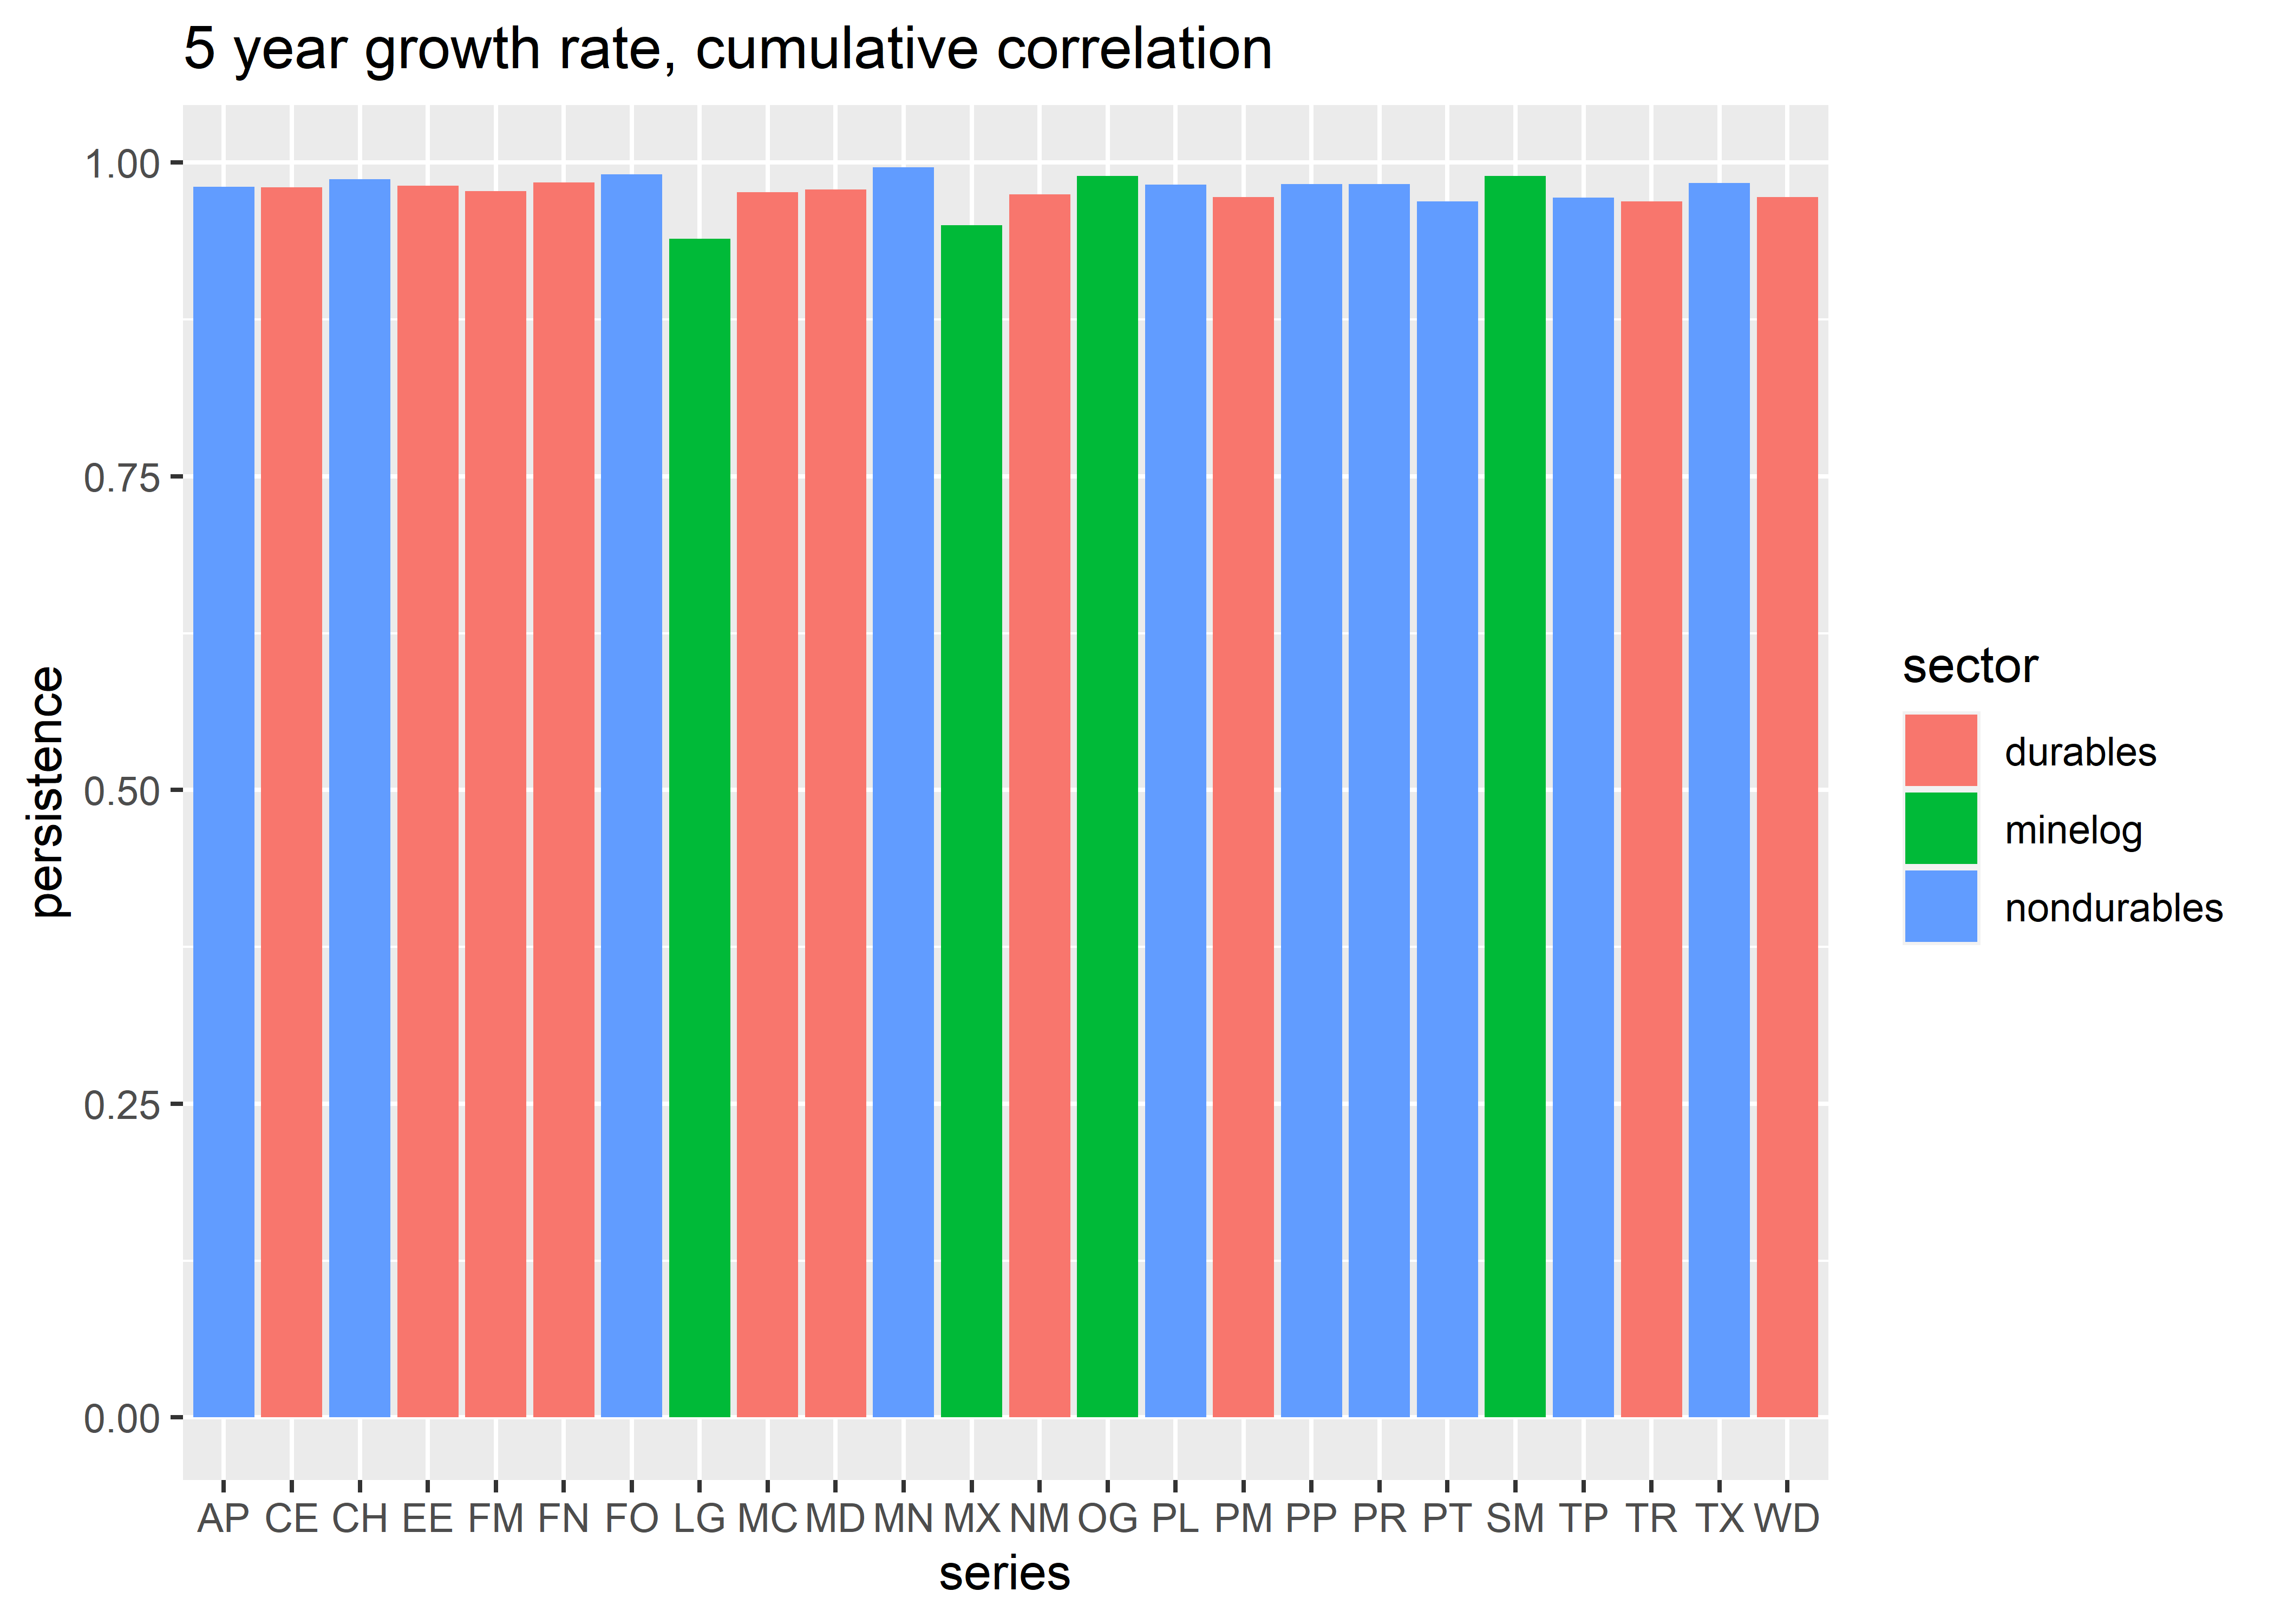 5 year growth rate, cumulative correlation
1.00
0.75
0.50
0.25
0.00
persistence
AP CE CH EE FM FN FO LG MC MD MN MX NM OG PL PM PP PR PT SM TP TR TX WD
series
sector
durables
minelog
nondurables